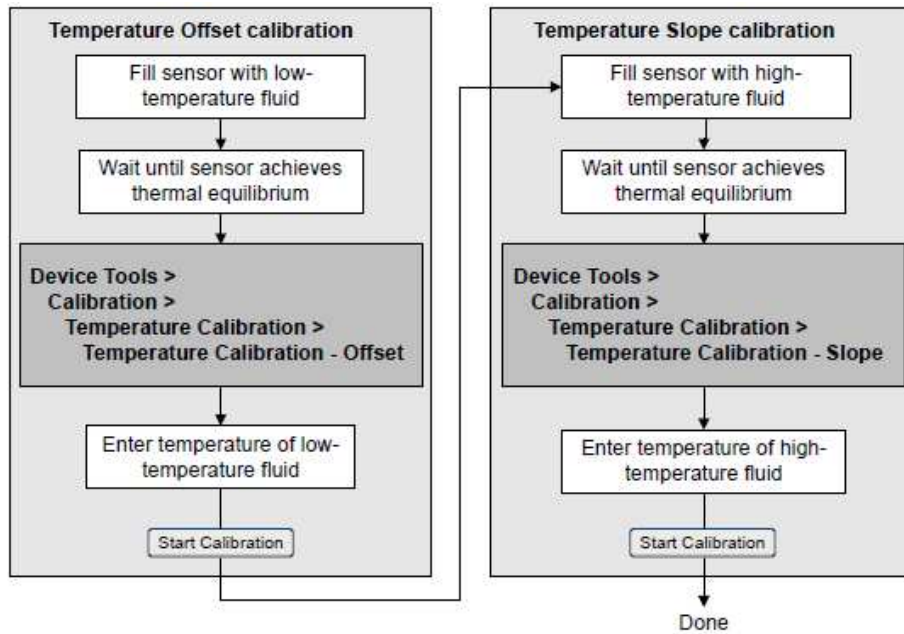 Temperature Offset calibration
Fill sensor with low-
temperature fluid
Wait until sensor achieves
thermal equilibrium
Device Tools >
Calibration >
Temperature Calibration >
Temperature Calibration - Offset
Enter temperature of low-
temperature fluid
Start Calibration
Temperature Slope calibration
Fill sensor with high-
temperature fluid
Wait until sensor achieves
thermal equilibrium
Device Tools >
Calibration >
Temperature Calibration >
Temperature Calibration - Slope
Enter temperature of high-
temperature fluid
Start Calibration
Done